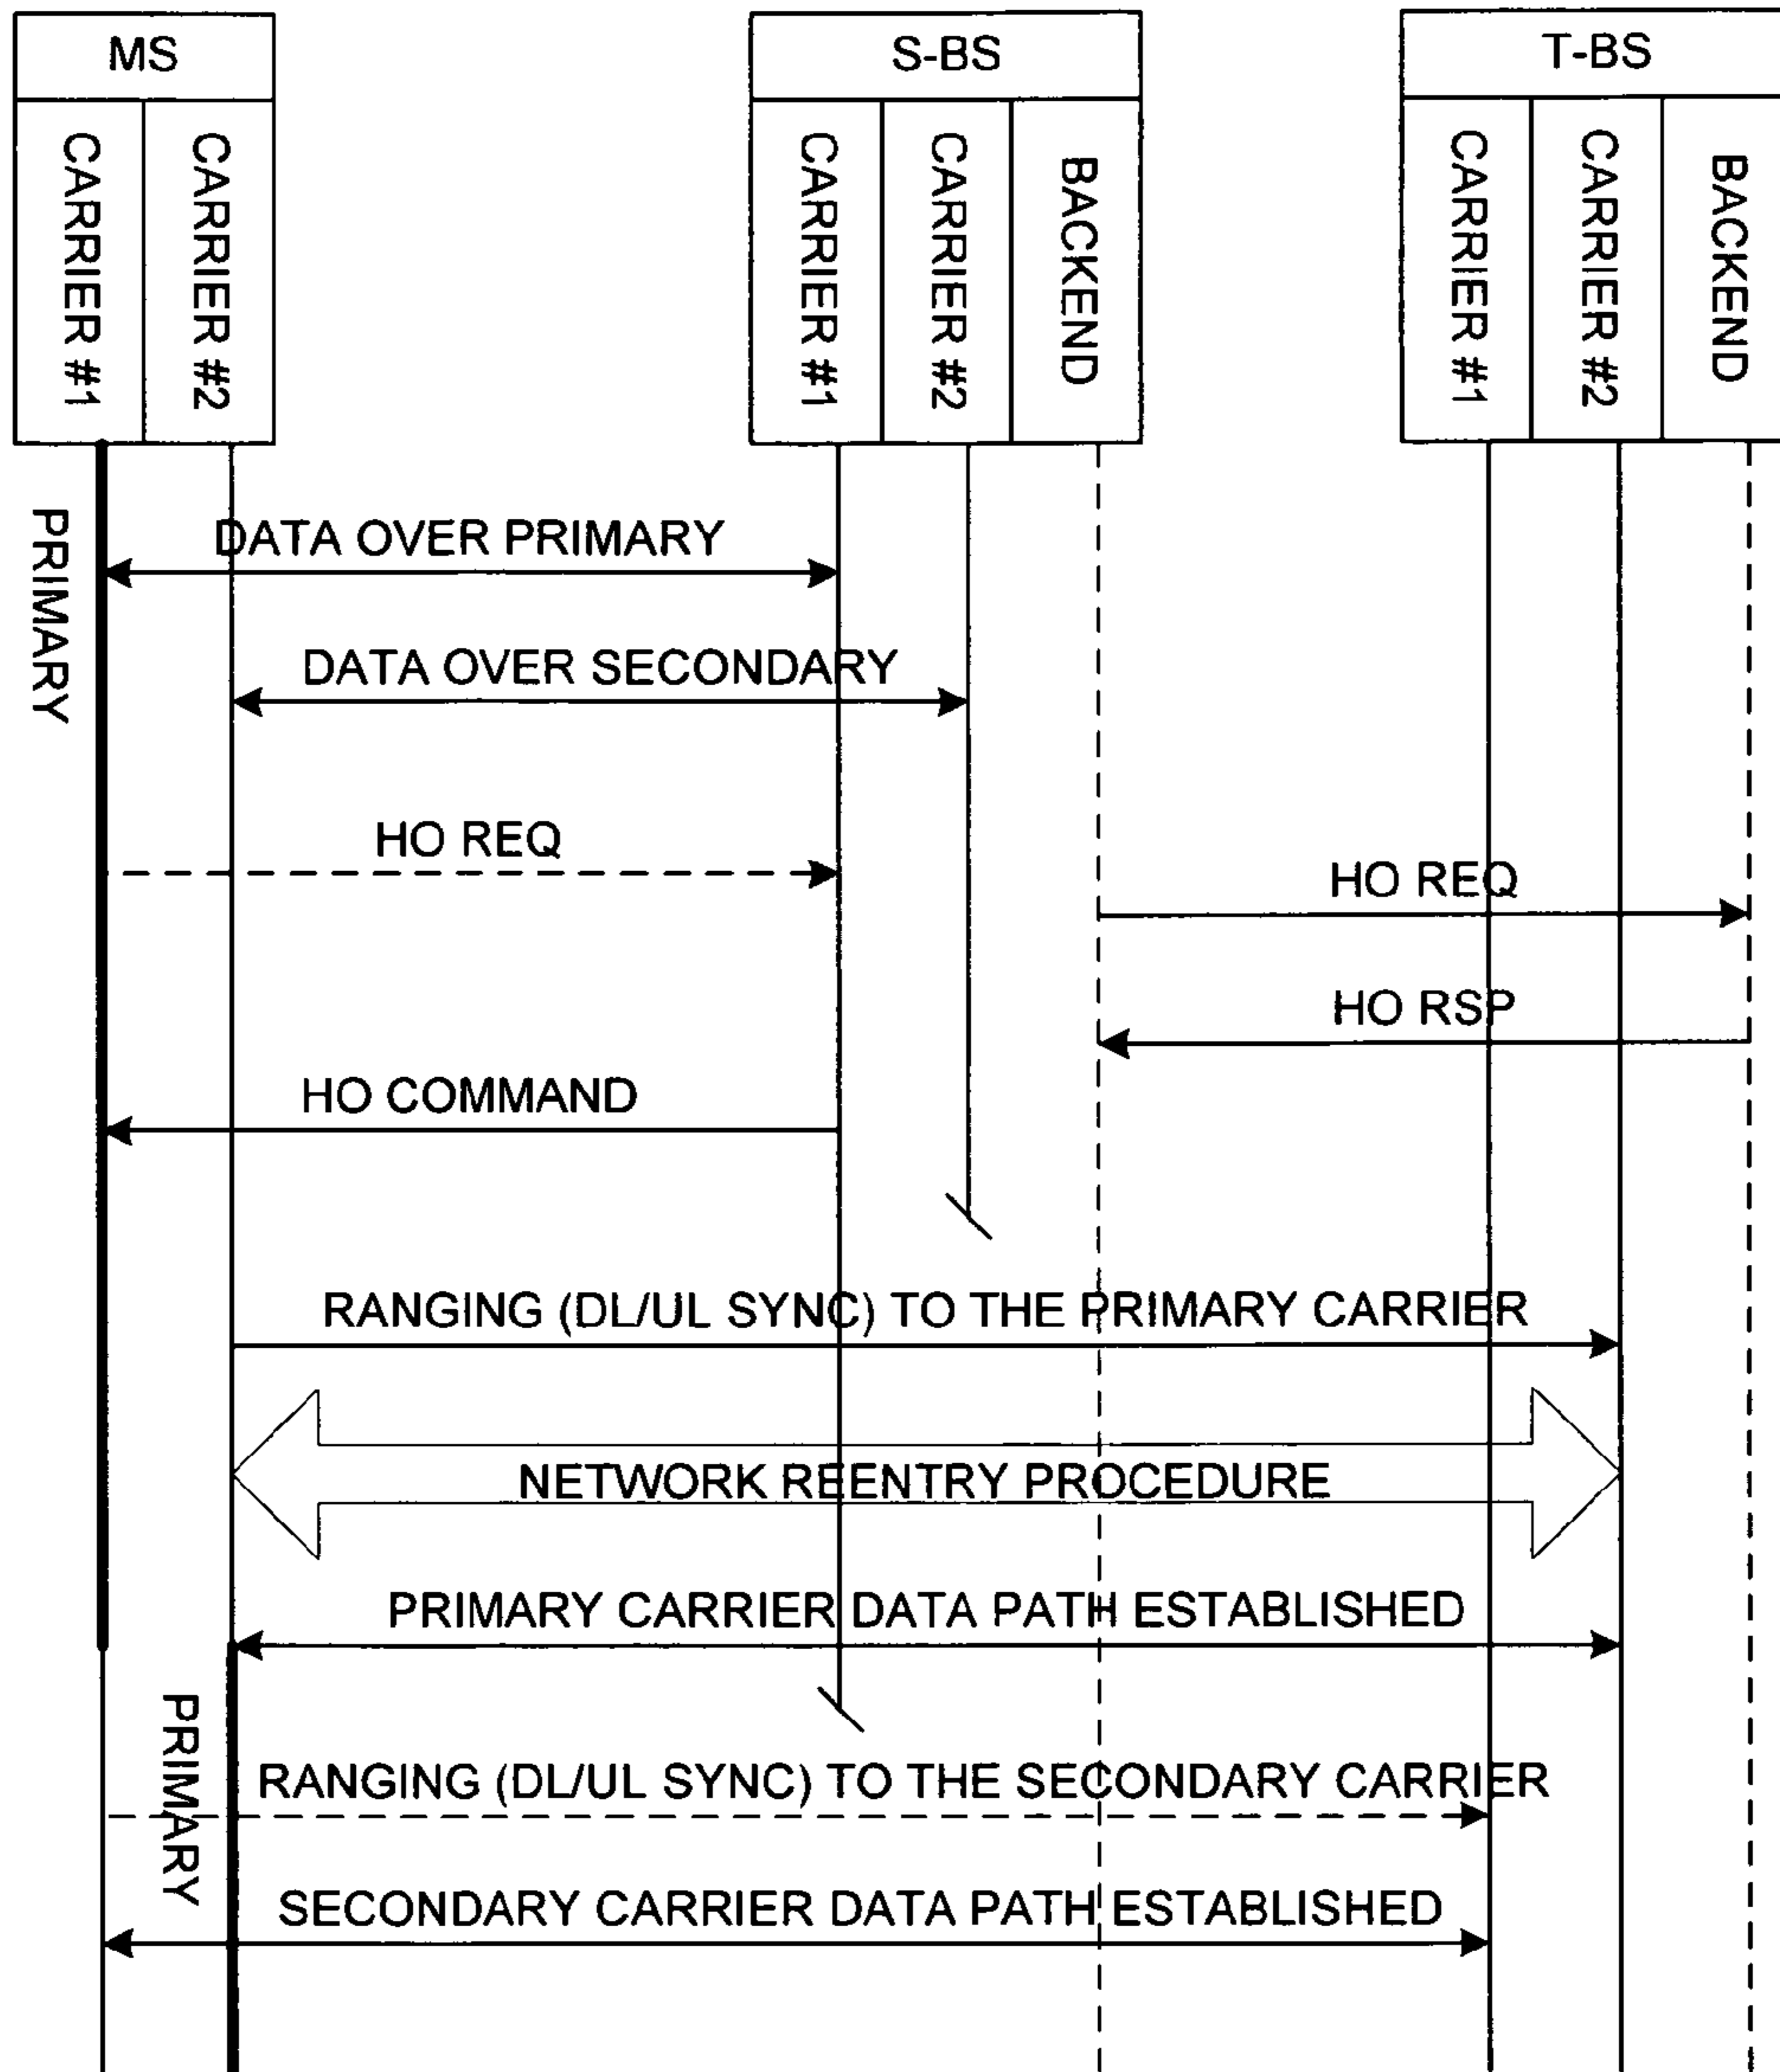 MS
S-BS
T-BS
CARRIER #1
CARRIER #2
CARRIER #1
CARRIER #2
BACKEND
CARRIER #1
CARRIER #2
BACKEND
PRIMARY
DATA OVER PRIMARY
DATA OVER SECONDARY
HO REQ
HO REQ
HO RSP
HO COMMAND
RANGING (DL/UL SYNC) TO THE PRIMARY CARRIER
NETWORK REENTRY PROCEDURE
PRIMARY CARRIER DATA PATH ESTABLISHED
PRIMARY
RANGING (DL/UL SYNC) TO THE SECONDARY CARRIER
SECONDARY CARRIER DATA PATH ESTABLISHED